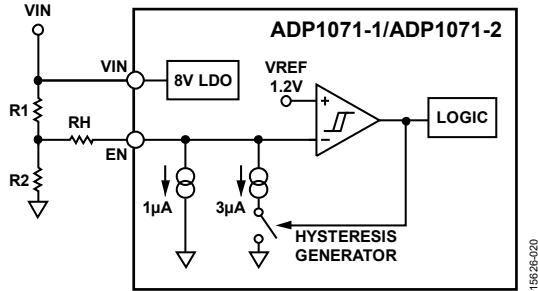 VIN
ADP1071-1/ADP1071-2
VIN
8V LDO
VREF
1.2V
+
LOGIC
R1
RH
EN
–
R2
1µA
3µA
HYSTERESIS
GENERATOR
15626-020